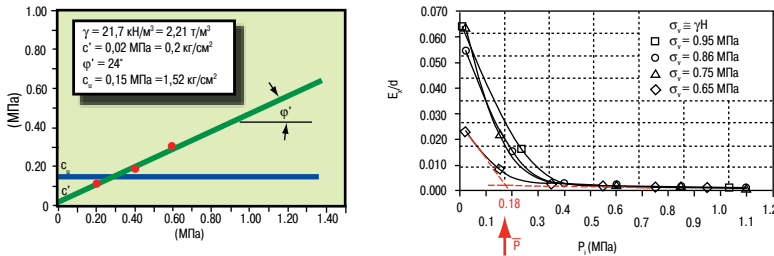 1.00
0.80
0.60
0.40
0.20
0.00
(MPa)
γ = 21,7 кН/м³ = 2,21 т/м³
c' = 0,02 МПа = 0,2 кг/см²
φ' = 24°
cᵤ = 0,15 МПа = 1,52 кг/см²
φ'
cᵤ
c'
0 0.20 0.40 0.60 0.80 1.00 1.20 1.40
(MPa)
0.070
0.060
0.050
0.040
0.030
0.020
0.010
0.000
Eₓ/d
σᵥ ≅ γH
σᵥ = 0.95 MPa
σᵥ = 0.86 MPa
σᵥ = 0.75 MPa
σᵥ = 0.65 MPa
0.18
0 0.1 0.2 0.3 0.4 0.5 0.6 0.7 0.8 0.9 1.0 1.1 1.2
P̅
Pᵢ (MPa)